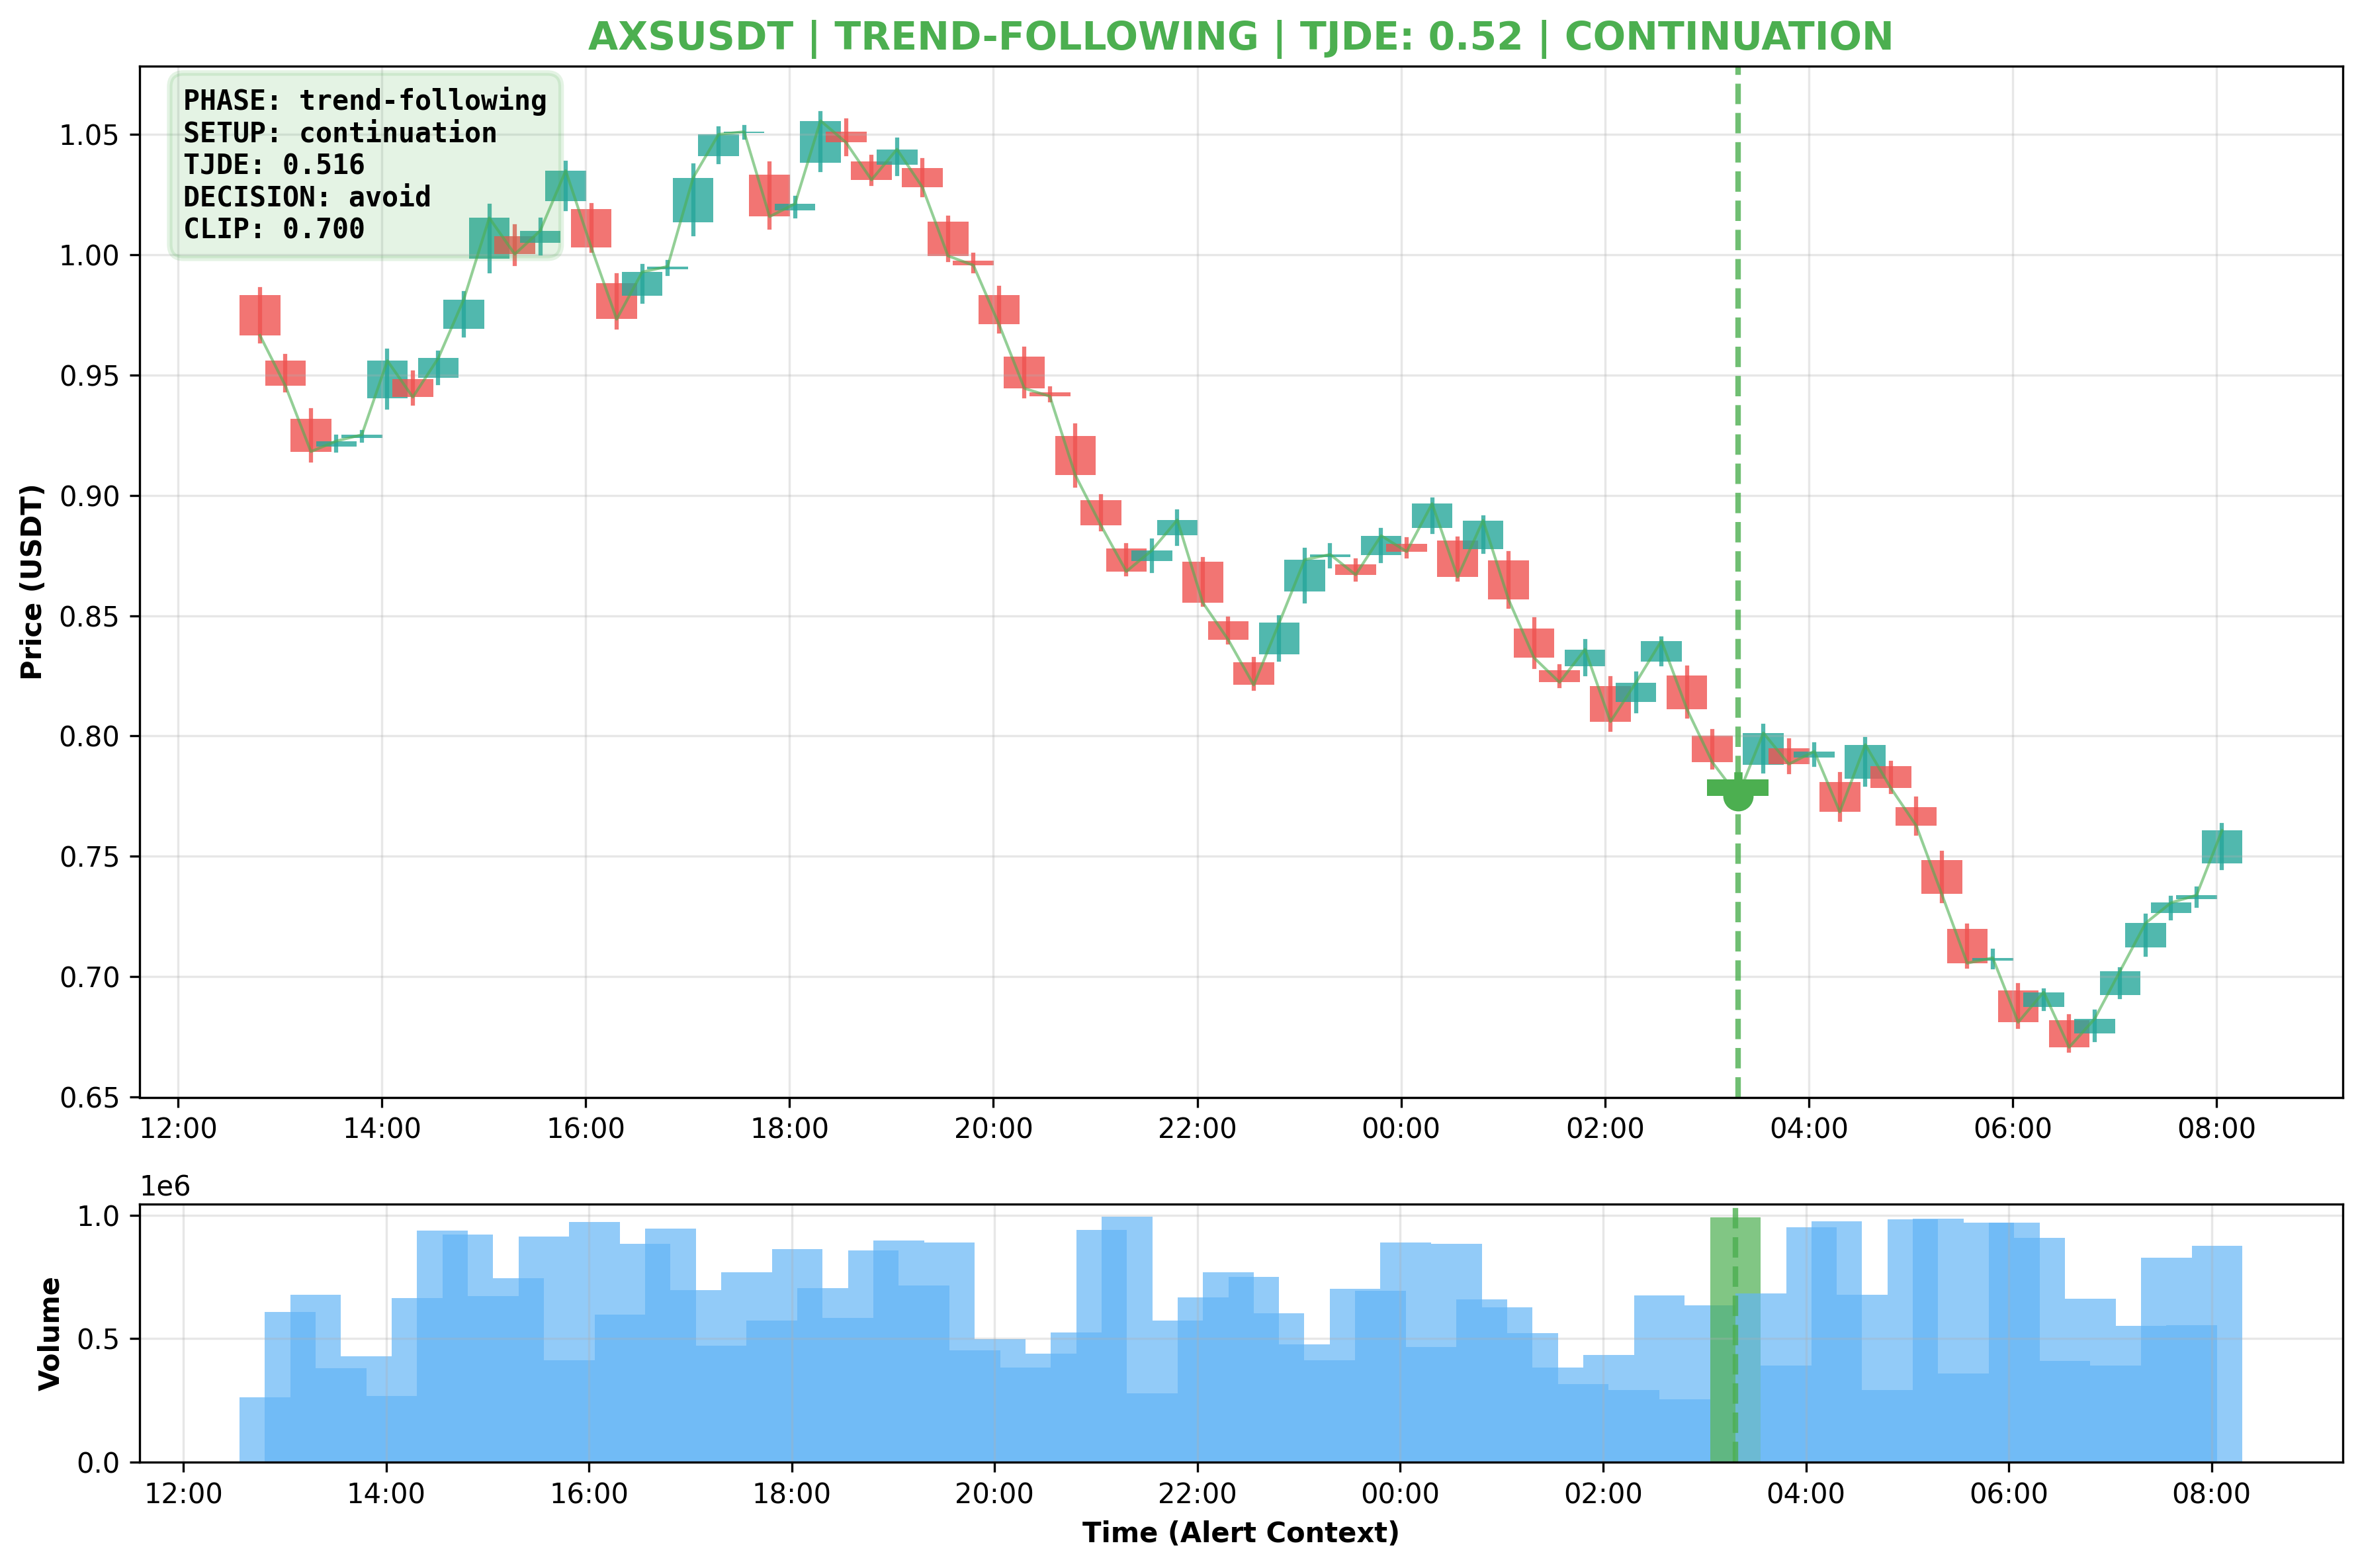 AXSUSDT | TREND-FOLLOWING | TJDE: 0.52 | CONTINUATION
PHASE: trend-following
SETUP: continuation
TJDE: 0.516
DECISION: avoid
CLIP: 0.700
Price (USDT)
1.05
1.00
0.95
0.90
0.85
0.80
0.75
0.70
0.65
12:00 14:00 16:00 18:00 20:00 22:00 00:00 02:00 04:00 06:00 08:00
1e6
Volume
1.0
0.5
0.0
12:00 14:00 16:00 18:00 20:00 22:00 00:00 02:00 04:00 06:00 08:00
Time (Alert Context)